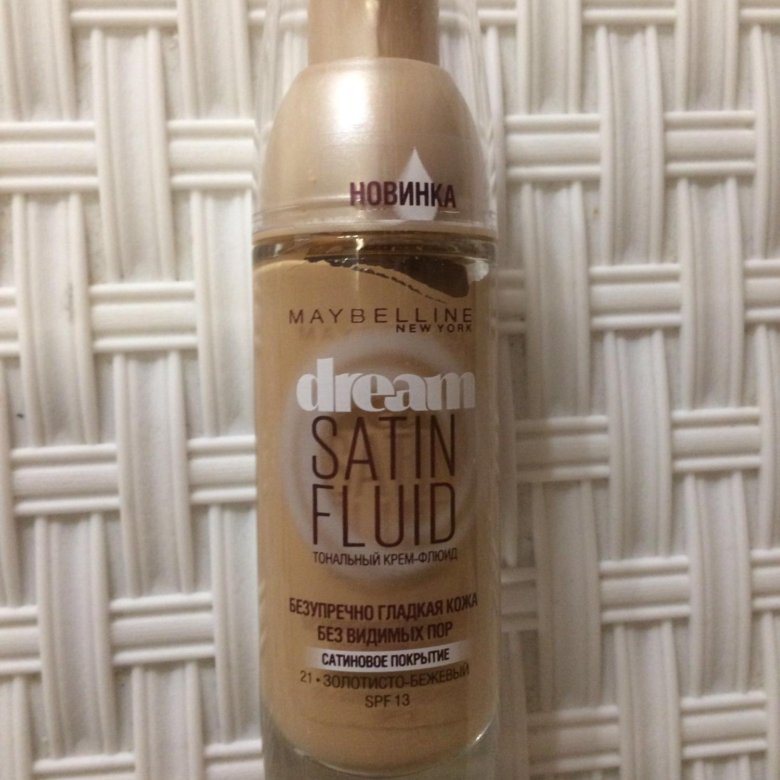 НОВИНКА
MAYBELLINE
NEW YORK
dream
SATIN
FLUID
ТОНАЛЬНЫЙ КРЕМ-ФЛЮИД
БЕЗУПРЕЧНО ГЛАДКАЯ КОЖА
БЕЗ ВИДИМЫХ ПОР
САТИНОВОЕ ПОКРЫТИЕ
21 • ЗОЛОТИСТО-БЕЖЕВЫЙ
SPF 13